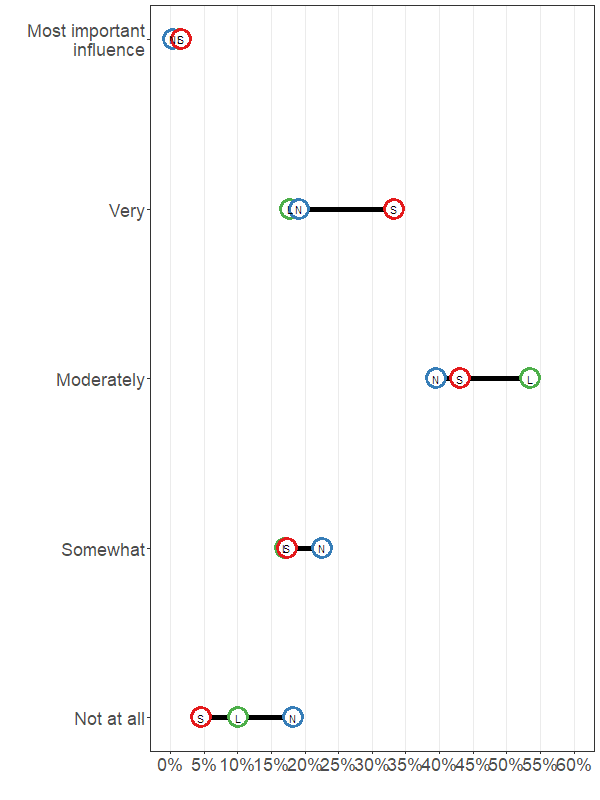 Most important
influence
N S
Very
L N S
Moderately
N S L
Somewhat
L S N
Not at all
S L N
0% 5% 10% 15% 20% 25% 30% 35% 40% 45% 50% 55% 60%